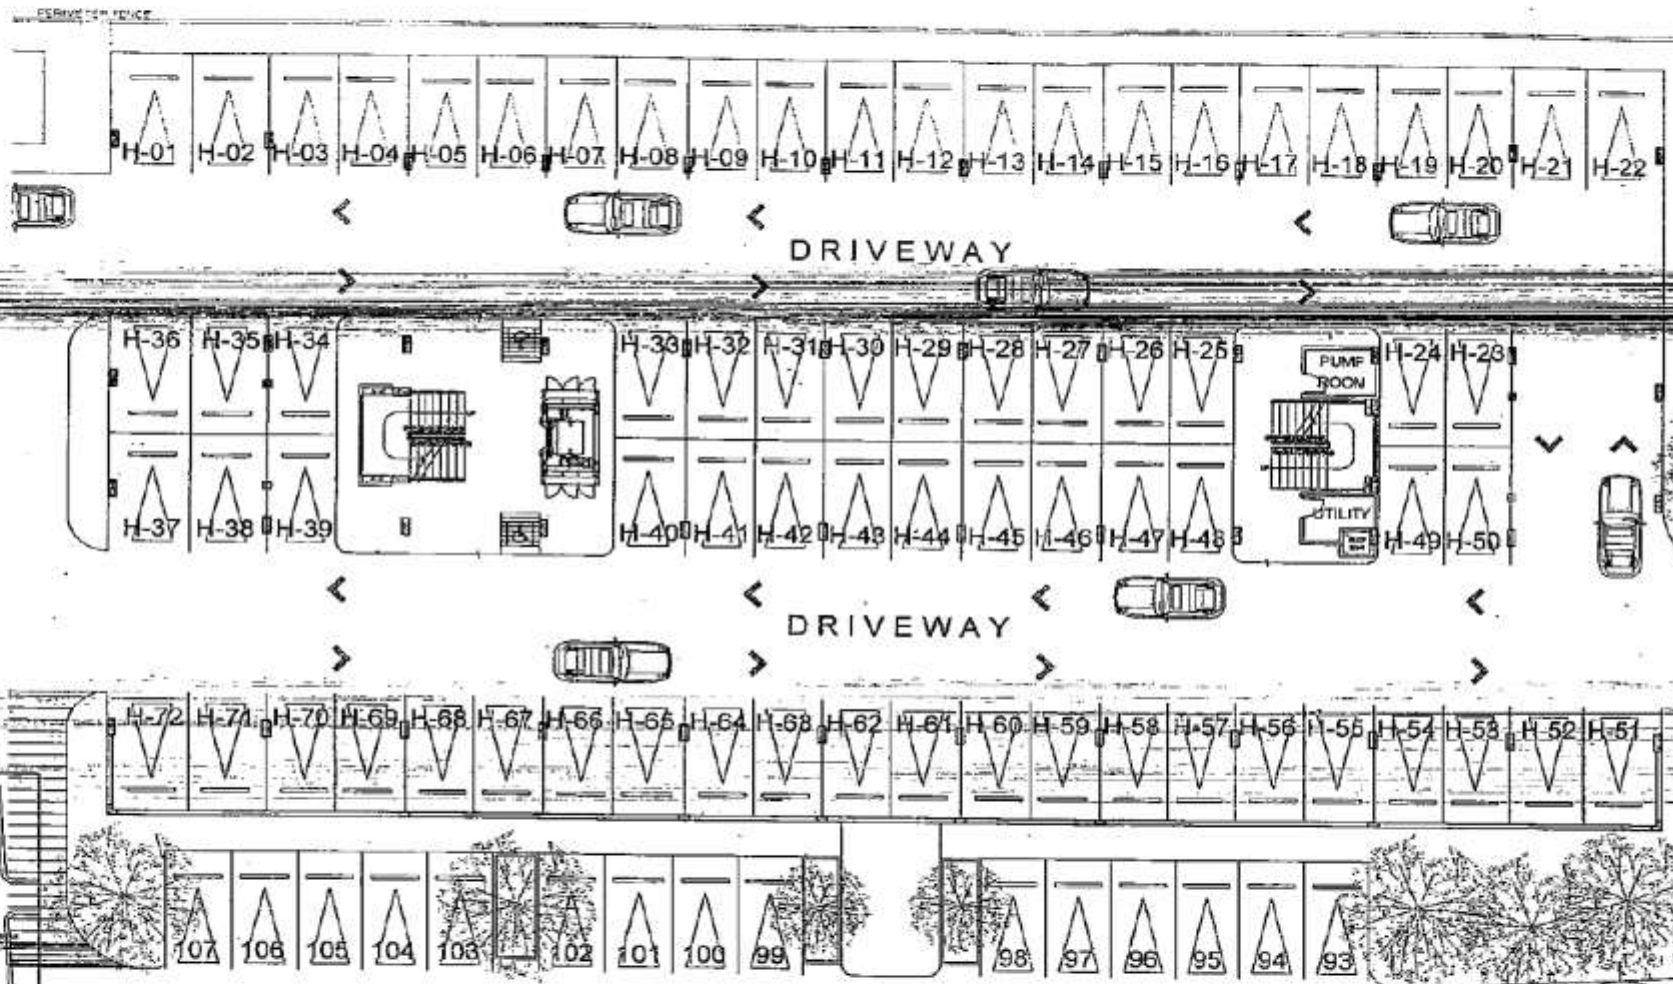 PERIMETER FENCE
H-01 H-02 H-03 H-04 H-05 H-06 H-07 H-08 H-09 H-10 H-11 H-12 H-13 H-14 H-15 H-16 H-17 H-18 H-19 H-20 H-21 H-22
DRIVEWAY
H-36 H-35 H-34 H-33 H-32 H-31 H-30 H-29 H-28 H-27 H-26 H-25 H-24 H-23
PUMP
ROOM
H-37 H-38 H-39 H-40 H-41 H-42 H-43 H-44 H-45 H-46 H-47 H-48 H-49 H-50
UTILITY
DRIVEWAY
H-72 H-71 H-70 H-69 H-68 H-67 H-66 H-65 H-64 H-63 H-62 H-61 H-60 H-59 H-58 H-57 H-56 H-55 H-54 H-53 H-52 H-51
107 106 105 104 103 102 101 100 99 98 97 96 95 94 93